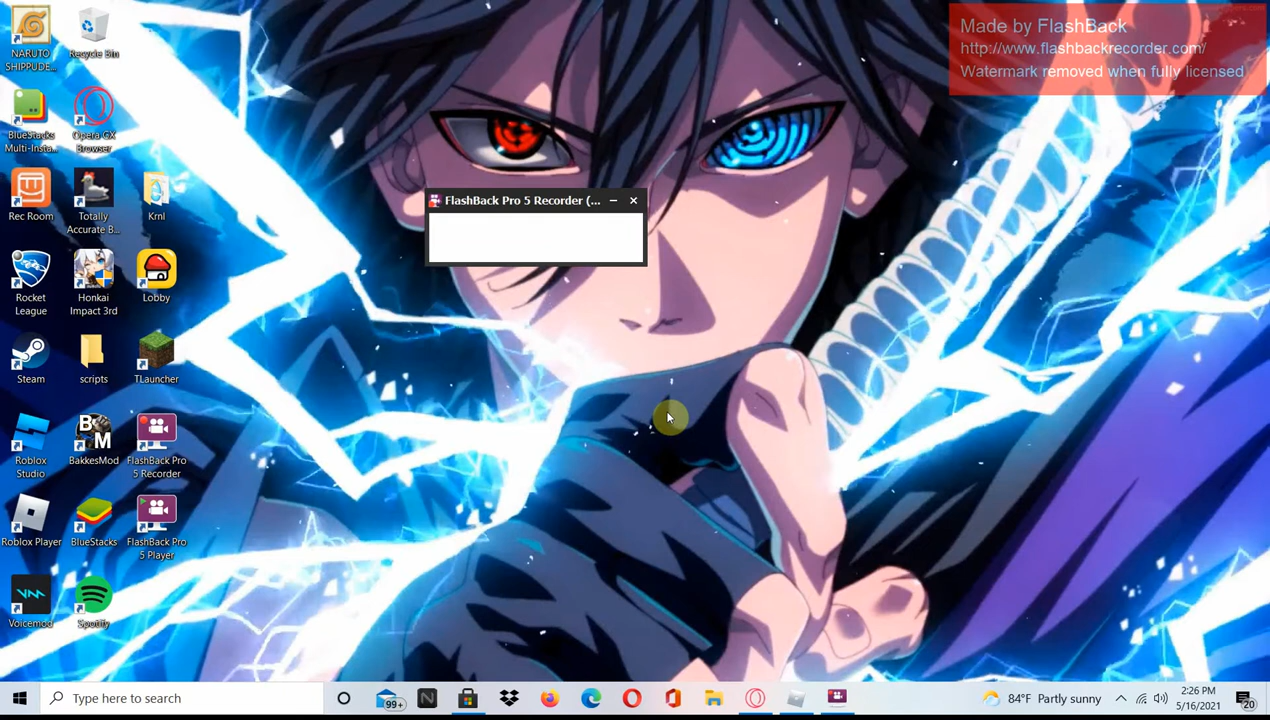 Made by FlashBack
http://www.flashbackrecorder.com/
Watermark removed when fully licensed
NARUTO
SHIPPUDE...
Recycle Bin
BlueStacks
Multi-Insta...
Opera GX
Browser
Rec Room
Totally
Accurate B...
Krnl
Rocket
League
Honkai
Impact 3rd
Lobby
Steam
scripts
TLauncher
Roblox
Studio
B
M
BakkesMod
FlashBack Pro
5 Recorder
Roblox Player
BlueStacks
FlashBack Pro
5 Player
Voicemod
Spotify
FlashBack Pro 5 Recorder (...
Type here to search
99+
N
84°F Partly sunny
2:26 PM
5/16/2021
20